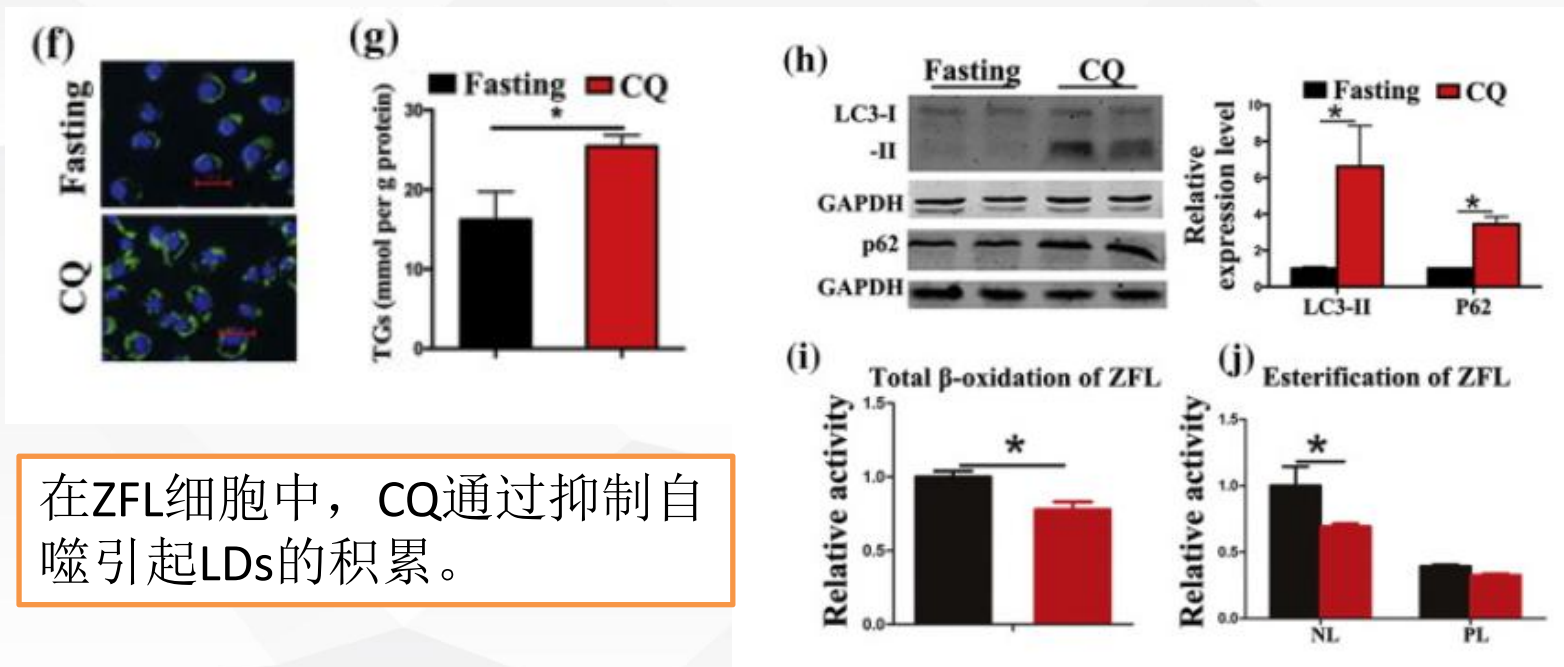 (f)
Fasting
CQ
(g)
Fasting CQ
*
TGs (mmol per g protein)
30
20
10
0
(h)
Fasting CQ
LC3-I
-II
GAPDH
p62
GAPDH
Fasting CQ
Relative
expression level
10
8
6
4
2
0
*
*
LC3-II P62
(i)
Total β-oxidation of ZFL
Relative activity
1.5
1.0
0.5
0.0
*
(j)
Esterification of ZFL
Relative activity
1.5
1.0
0.5
0.0
*
NL PL
在ZFL细胞中，CQ通过抑制自
噬引起LDs的积累。